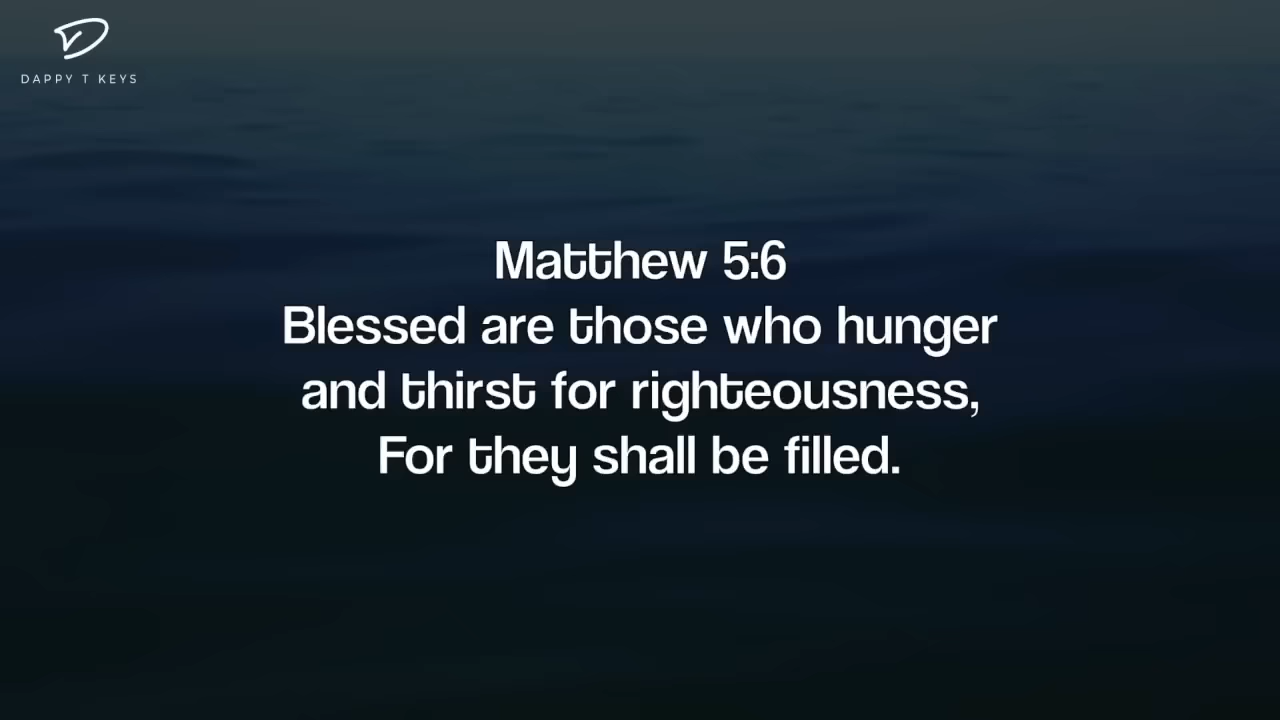 DAPPY T KEYS
Matthew 5:6
Blessed are those who hunger
and thirst for righteousness,
For they shall be filled.